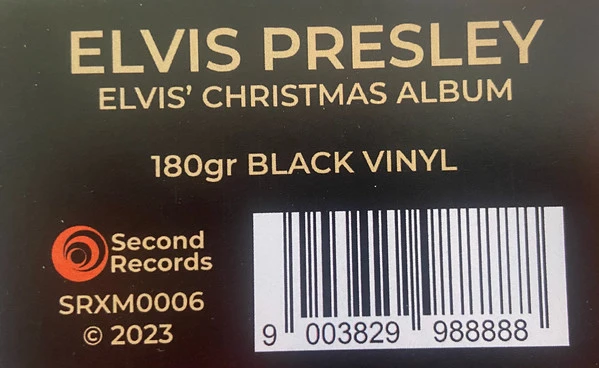 ELVIS PRESLEY
ELVIS' CHRISTMAS ALBUM
180gr BLACK VINYL
Second
Records
SRXM0006
© 2023
9 003829 988888